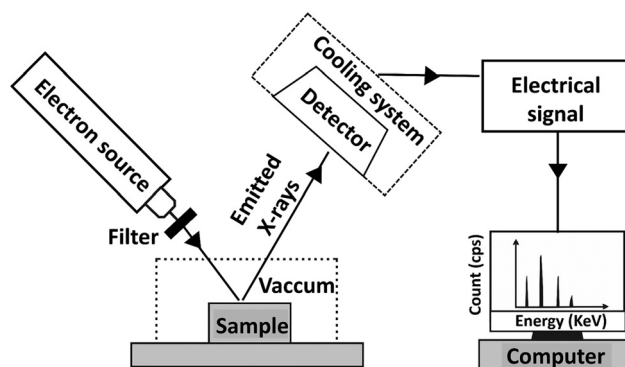 Electron source
Filter
Emitted
X-rays
Cooling system
Detector
Vaccum
Sample
Electrical
signal
Count (cps)
Energy (KeV)
Computer